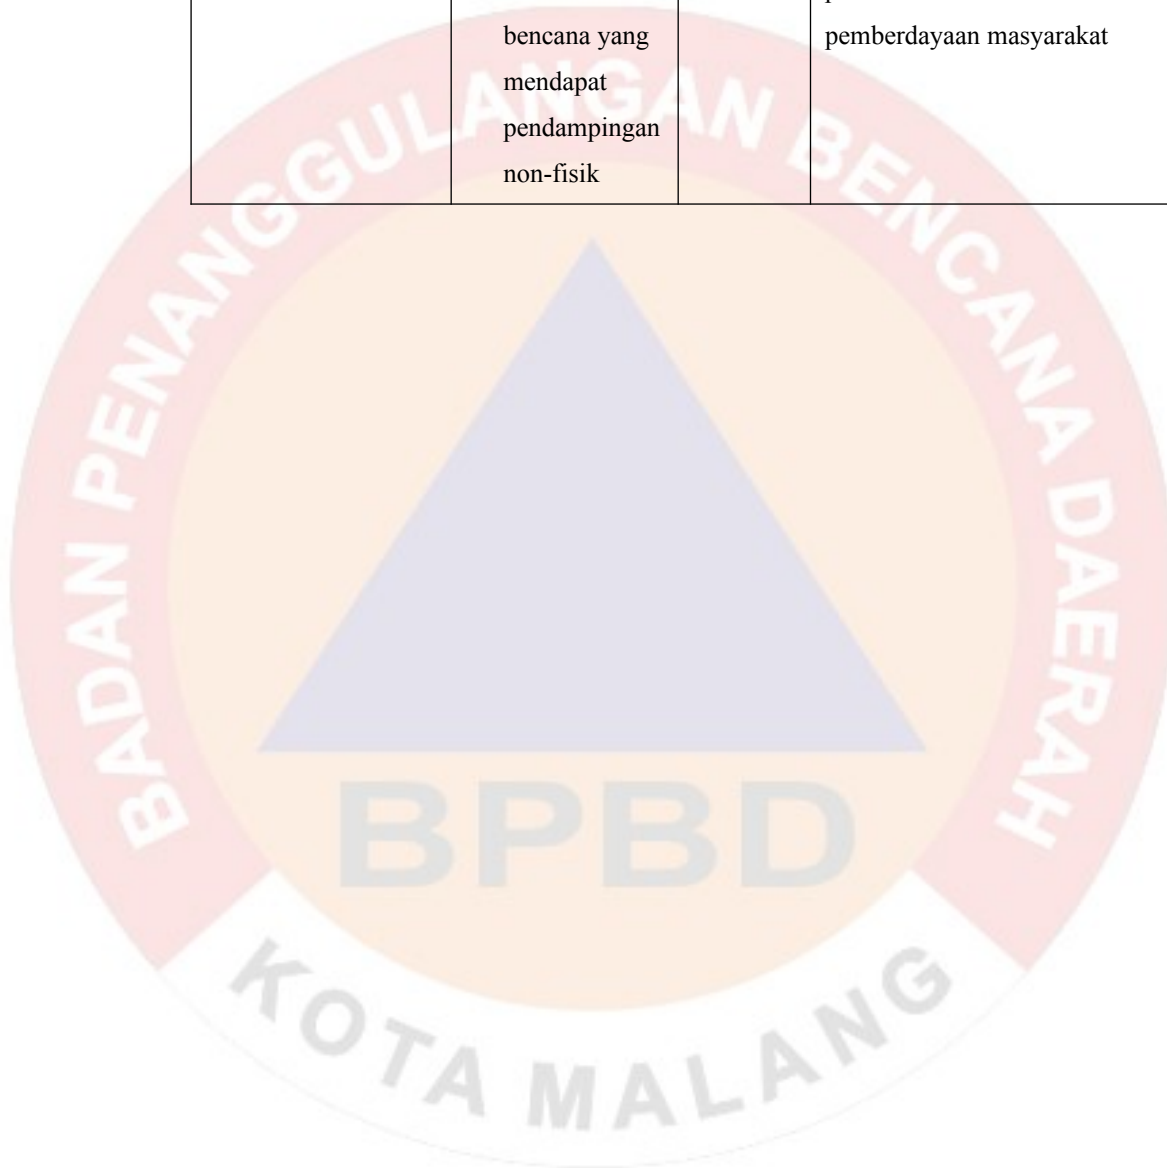 bencana yang
mendapat
pendampingan
non-fisik
pemberdayaan masyarakat
BADAN PENANGGULANGAN BENCANA DAERAH
BPBD
KOTA MALANG